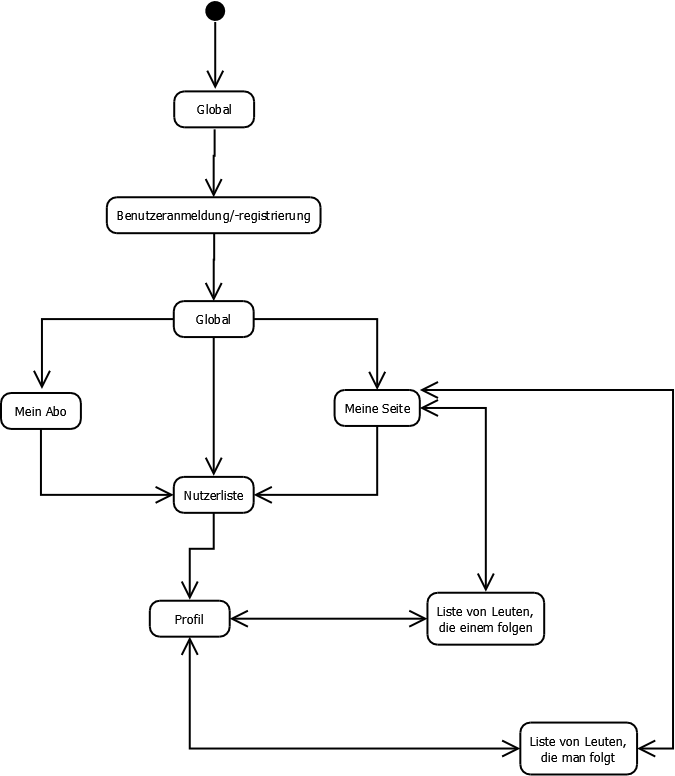 Global
Benutzeranmeldung/-registrierung
Global
Mein Abo
Meine Seite
Nutzerliste
Profil
Liste von Leuten,
die einem folgen
Liste von Leuten,
die man folgt